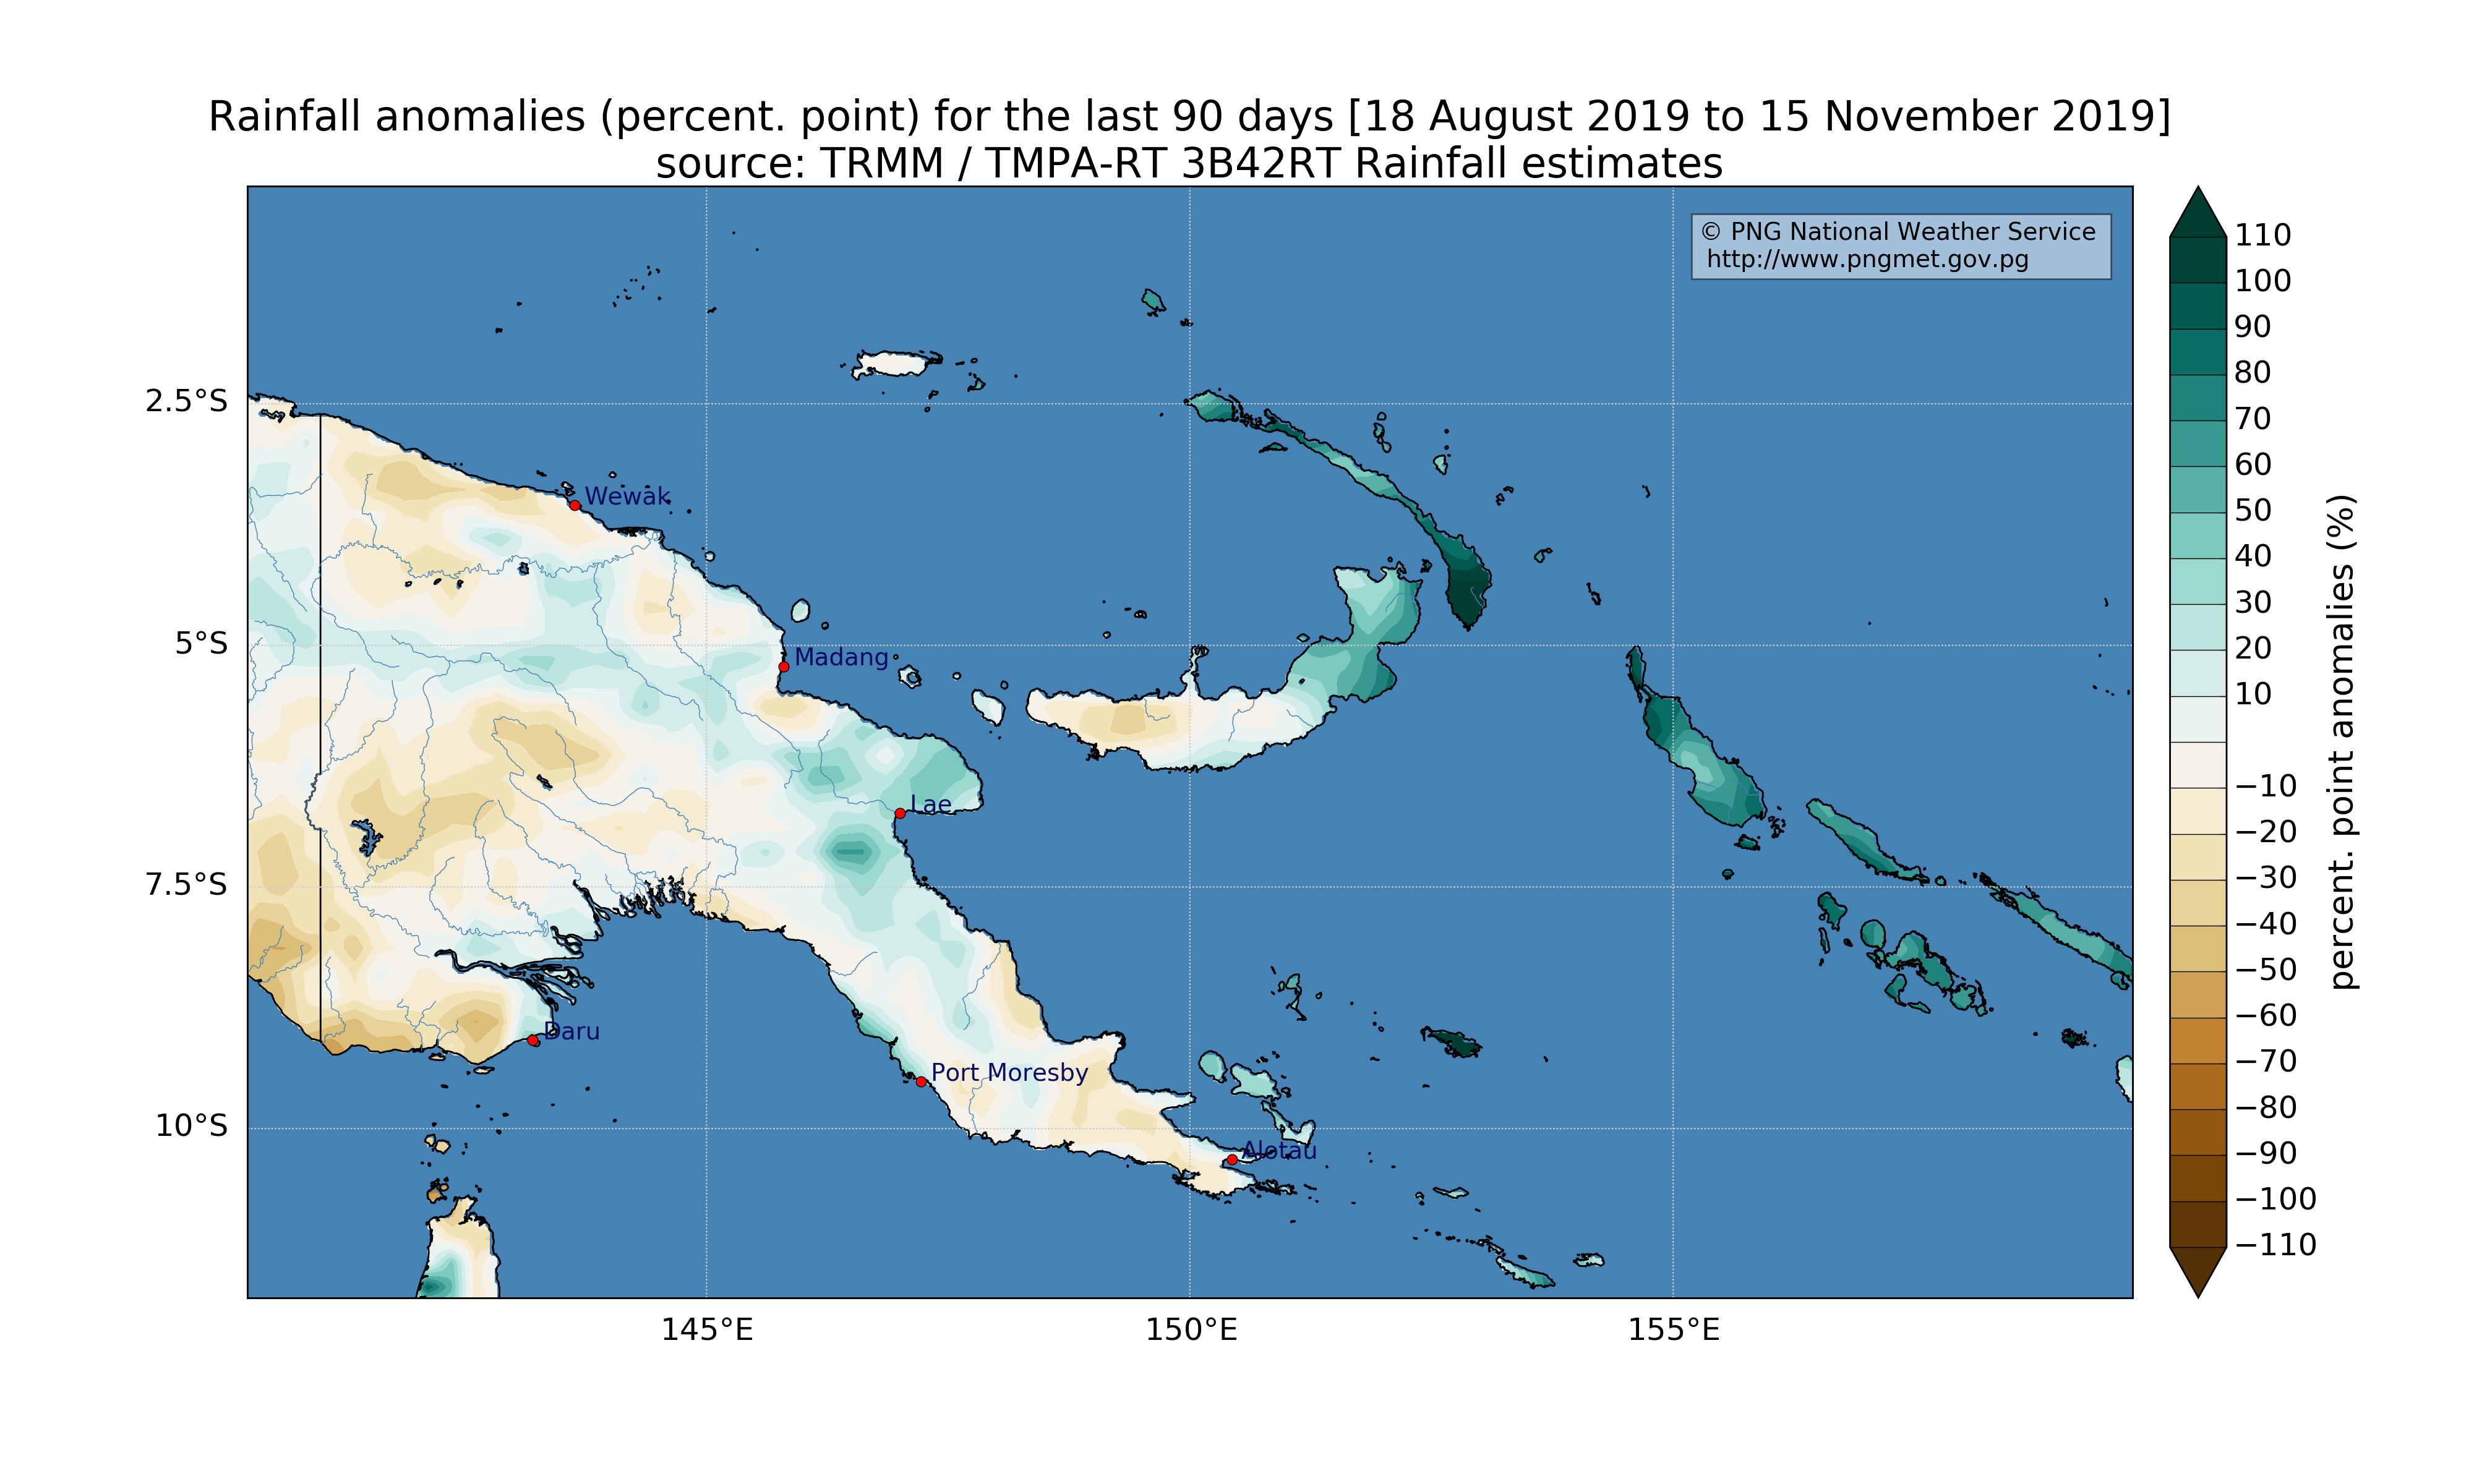 Rainfall anomalies (percent. point) for the last 90 days [18 August 2019 to 15 November 2019]
source: TRMM / TMPA-RT 3B42RT Rainfall estimates
© PNG National Weather Service
http://www.pngmet.gov.pg
2.5°S
5°S
7.5°S
10°S
Wewak
Madang
Lae
Daru
Port Moresby
Alotau
145°E
150°E
155°E
110
100
90
80
70
60
50
40
30
20
10
−10
−20
−30
−40
−50
−60
−70
−80
−90
−100
−110
percent. point anomalies (%)